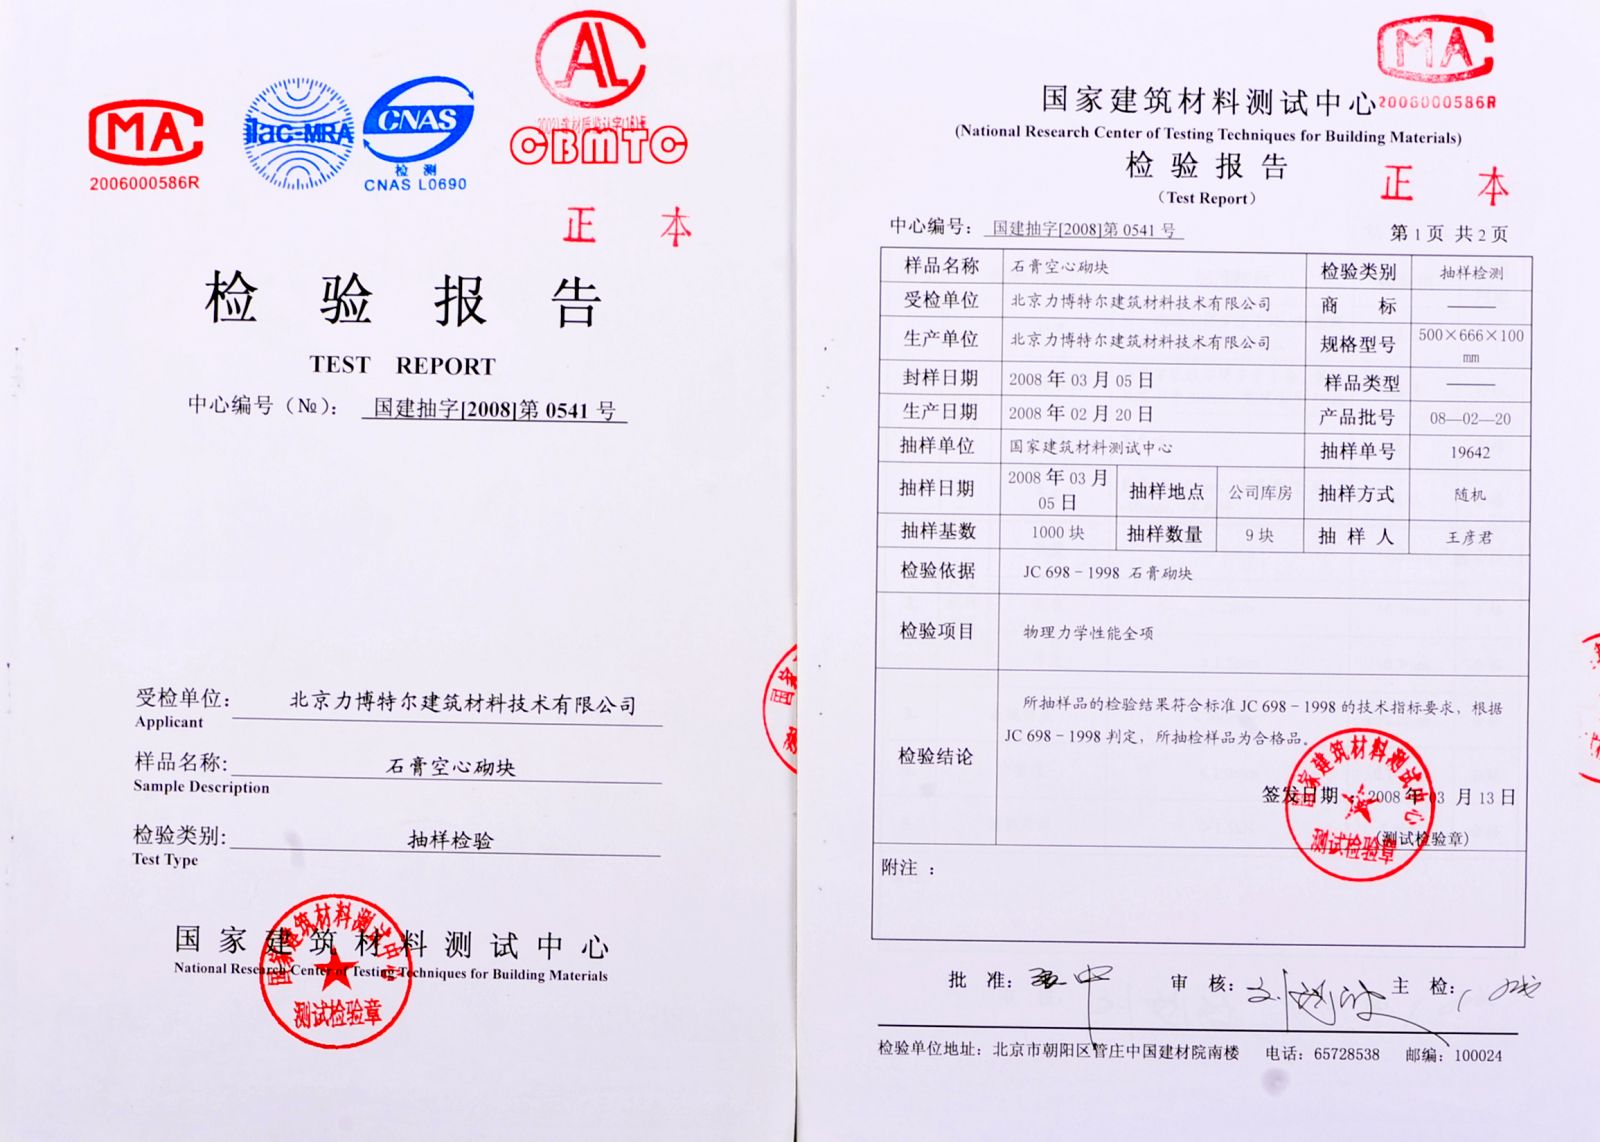 MA
2006000586R
ilac-MRA
CNAS
检 测
CNAS L0690
AL
CBMTC
正 本
检 验 报 告
TEST REPORT
中心编号（№）： 国建抽字[2008]第 0541 号
受检单位： 北京力博特尔建筑材料技术有限公司
Applicant
样品名称: 石膏空心砌块
Sample Description
检验类别: 抽样检验
Test Type
国 家 建 筑 材 料 测 试 中 心
National Research Center of Testing Techniques for Building Materials
国家建筑材料测试中心
测试检验章
MA
2006000586R
国家建筑材料测试中心
(National Research Center of Testing Techniques for Building Materials)
检 验 报 告
（Test Report）
正 本
中心编号： 国建抽字[2008]第 0541 号
第 1 页 共 2 页
样品名称 石膏空心砌块 检验类别 抽样检测
受检单位 北京力博特尔建筑材料技术有限公司 商 标 ——
生产单位 北京力博特尔建筑材料技术有限公司 规格型号 500×666×100 mm
封样日期 2008 年 03 月 05 日 样品类型 ——
生产日期 2008 年 02 月 20 日 产品批号 08—02—20
抽样单位 国家建筑材料测试中心 抽样单号 19642
抽样日期 2008 年 03 月 05 日 抽样地点 公司库房 抽样方式 随机
抽样基数 1000 块 抽样数量 9 块 抽 样 人 王彦君
检验依据 JC 698－1998 石膏砌块
检验项目 物理力学性能全项
检验结论
所抽样品的检验结果符合标准 JC 698－1998 的技术指标要求，根据
JC 698－1998 判定，所抽检样品为合格品。
签发日期：2008 年 03 月 13 日
(测试检验章)
国家建筑材料测试中心
测试检验章
附注 ：
批 准： 审 核： 主 检：
检验单位地址：北京市朝阳区管庄中国建材院南楼 电话：65728538 邮编：100024